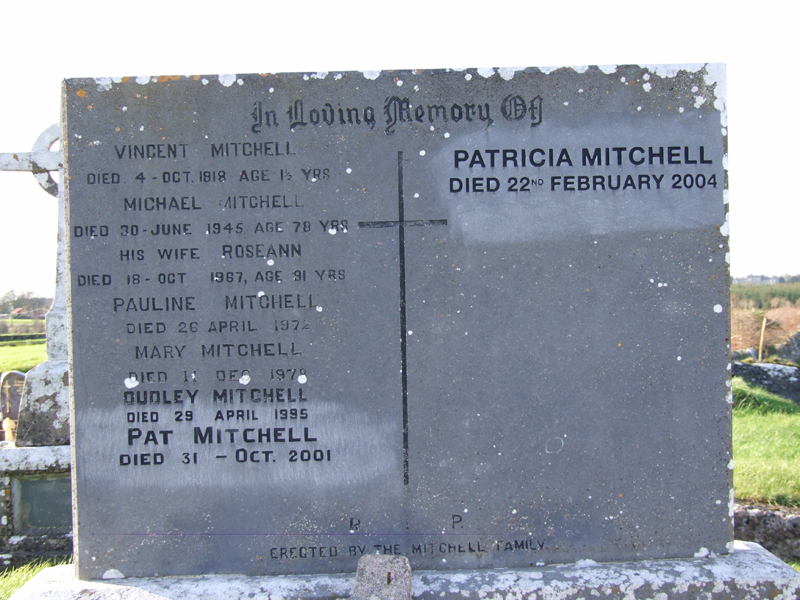 In Loving Memory Of
VINCENT MITCHELL
DIED 4-OCT. 1918 AGE 1½ YRS
MICHAEL MITCHELL
DIED 30-JUNE 1945 AGE 78 YRS
HIS WIFE ROSEANN
DIED 18-OCT 1967, AGE 91 YRS
PAULINE MITCHELL
DIED 26 APRIL 1972
MARY MITCHELL
DIED 11 DEC 1978
DUDLEY MITCHELL
DIED 29 APRIL 1995
PAT MITCHELL
DIED 31 - OCT. 2001
PATRICIA MITCHELL
DIED 22ND FEBRUARY 2004
R. P.
ERECTED BY THE MITCHELL FAMILY